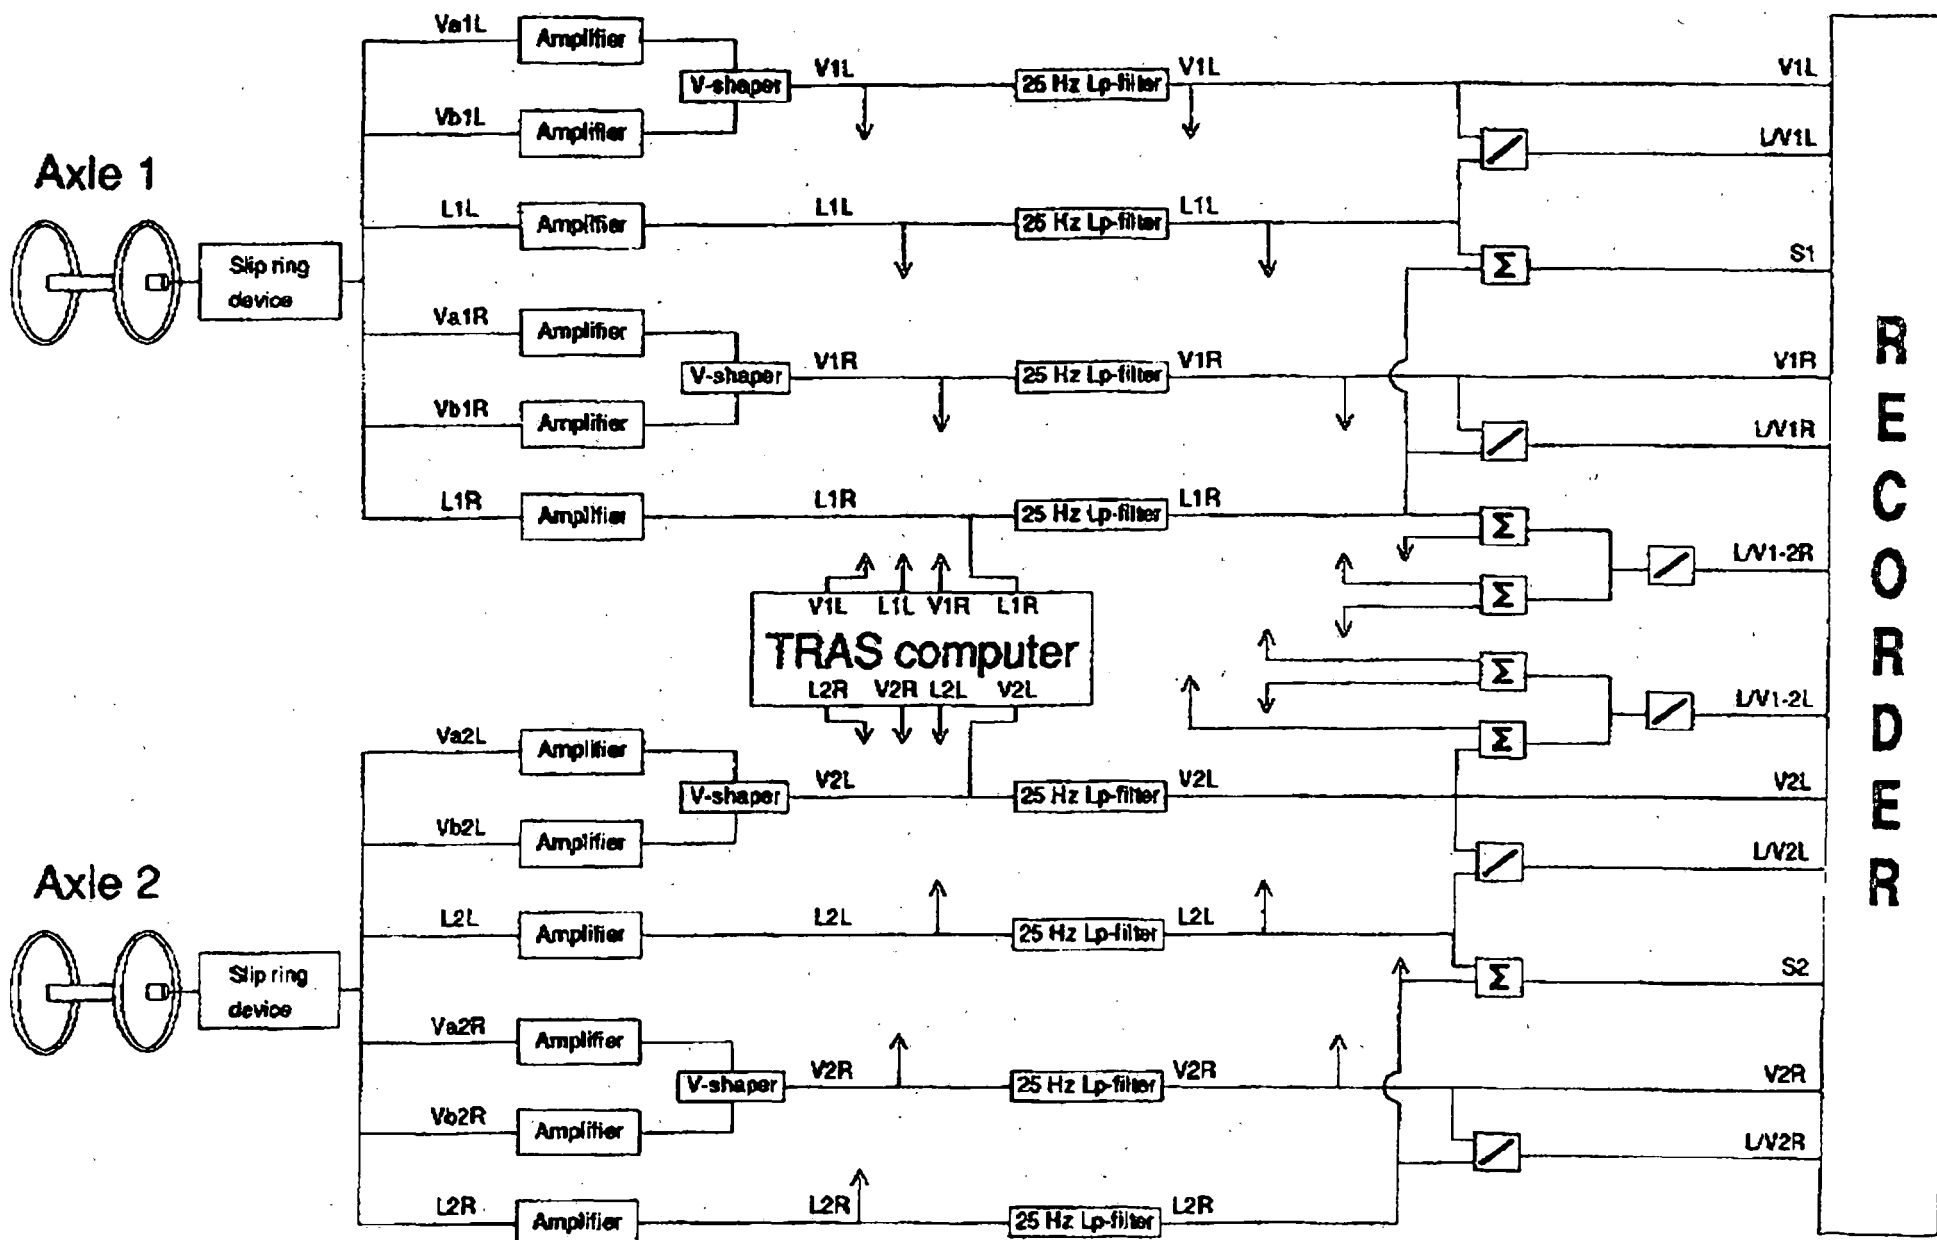 Va1L
Amplifier
V-shaper
V1L
25 Hz Lp-filter
V1L
V1L
Vb1L
Amplifier
L/V1L
Axle 1
L1L
Amplifier
L1L
25 Hz Lp-filter
L1L
Slip ring
device
Σ
S1
Va1R
Amplifier
V-shaper
V1R
25 Hz Lp-filter
V1R
V1R
Vb1R
Amplifier
L/V1R
L1R
Amplifier
L1R
25 Hz Lp-filter
L1R
Σ
L/V1-2R
Σ
V1L L1L V1R L1R
TRAS computer
L2R V2R L2L V2L
Σ
L/V1-2L
Σ
Va2L
Amplifier
V-shaper
V2L
25 Hz Lp-filter
V2L
V2L
Vb2L
Amplifier
L/V2L
Axle 2
L2L
Amplifier
L2L
25 Hz Lp-filter
L2L
Slip ring
device
Σ
S2
Va2R
Amplifier
V-shaper
V2R
25 Hz Lp-filter
V2R
V2R
Vb2R
Amplifier
L/V2R
L2R
Amplifier
L2R
25 Hz Lp-filter
L2R
RECORDER